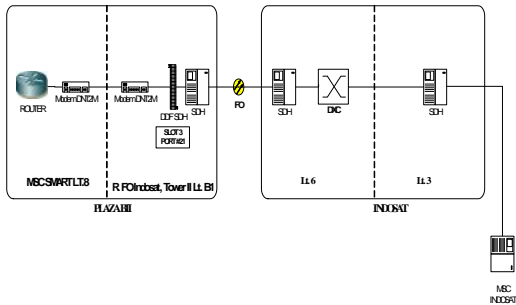 ROUTER
Modem DNT2M
Modem DNT2M
DDF SDH
SLOT 3
PORT #21
SDH
FO
SDH
DXC
SDH
MSC SMART LT.8
R. FO Indosat, Tower II Lt. B1
Lt. 6
Lt. 3
PLAZA BII
INDOSAT
MSC
INDOSAT